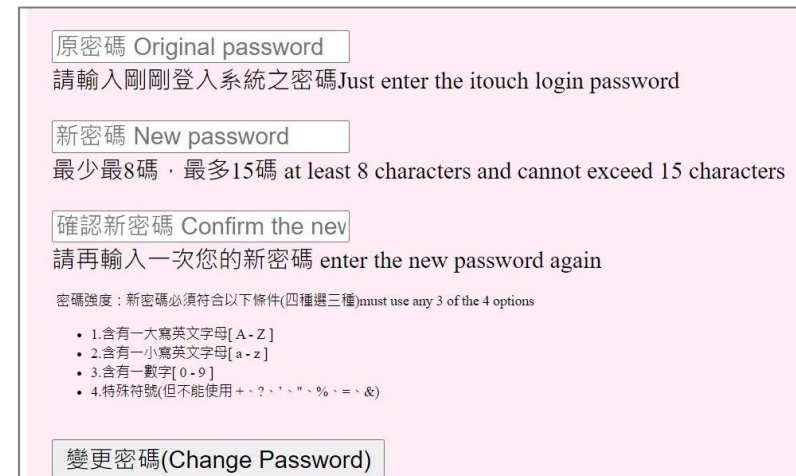 原密碼 Original password
請輸入剛剛登入系統之密碼Just enter the itouch login password
新密碼 New password
最少最8碼，最多15碼 at least 8 characters and cannot exceed 15 characters
確認新密碼 Confirm the new
請再輸入一次您的新密碼 enter the new password again
密碼強度：新密碼必須符合以下條件(四種選三種)must use any 3 of the 4 options
• 1.含有一大寫英文字母[ A - Z ]
• 2.含有一小寫英文字母[ a - z ]
• 3.含有一數字[ 0 - 9 ]
• 4.特殊符號(但不能使用 + 、? 、' 、" 、% 、= 、&)
變更密碼(Change Password)